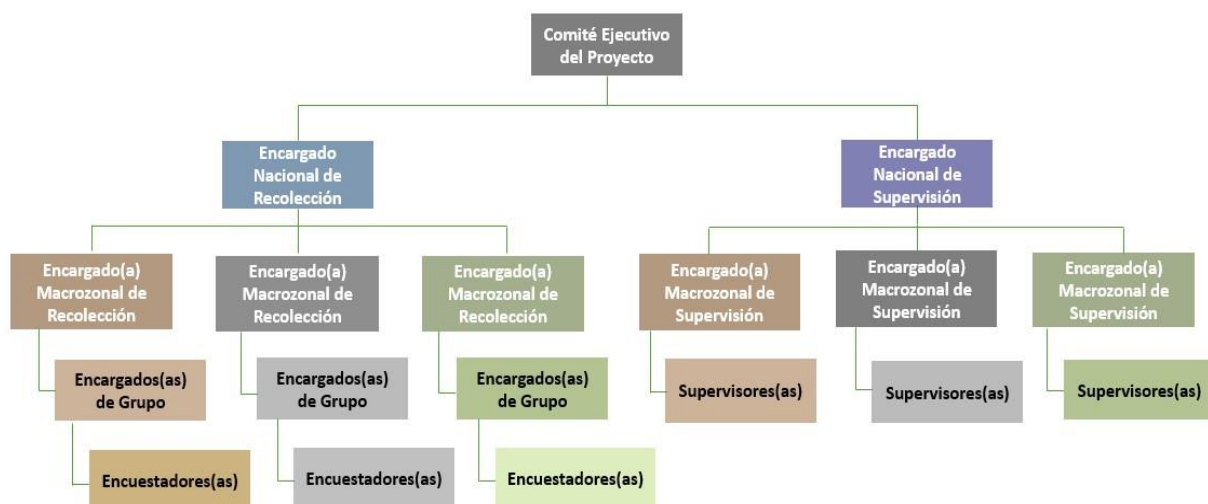 Comité Ejecutivo
del Proyecto
Encargado
Nacional de
Recolección
Encargado
Nacional de
Supervisión
Encargado(a)
Macrozonal de
Recolección
Encargado(a)
Macrozonal de
Recolección
Encargado(a)
Macrozonal de
Recolección
Encargado(a)
Macrozonal de
Supervisión
Encargado(a)
Macrozonal de
Supervisión
Encargado(a)
Macrozonal de
Supervisión
Encargados(as)
de Grupo
Encargados(as)
de Grupo
Encargados(as)
de Grupo
Supervisores(as)
Supervisores(as)
Supervisores(as)
Encuestadores(as)
Encuestadores(as)
Encuestadores(as)